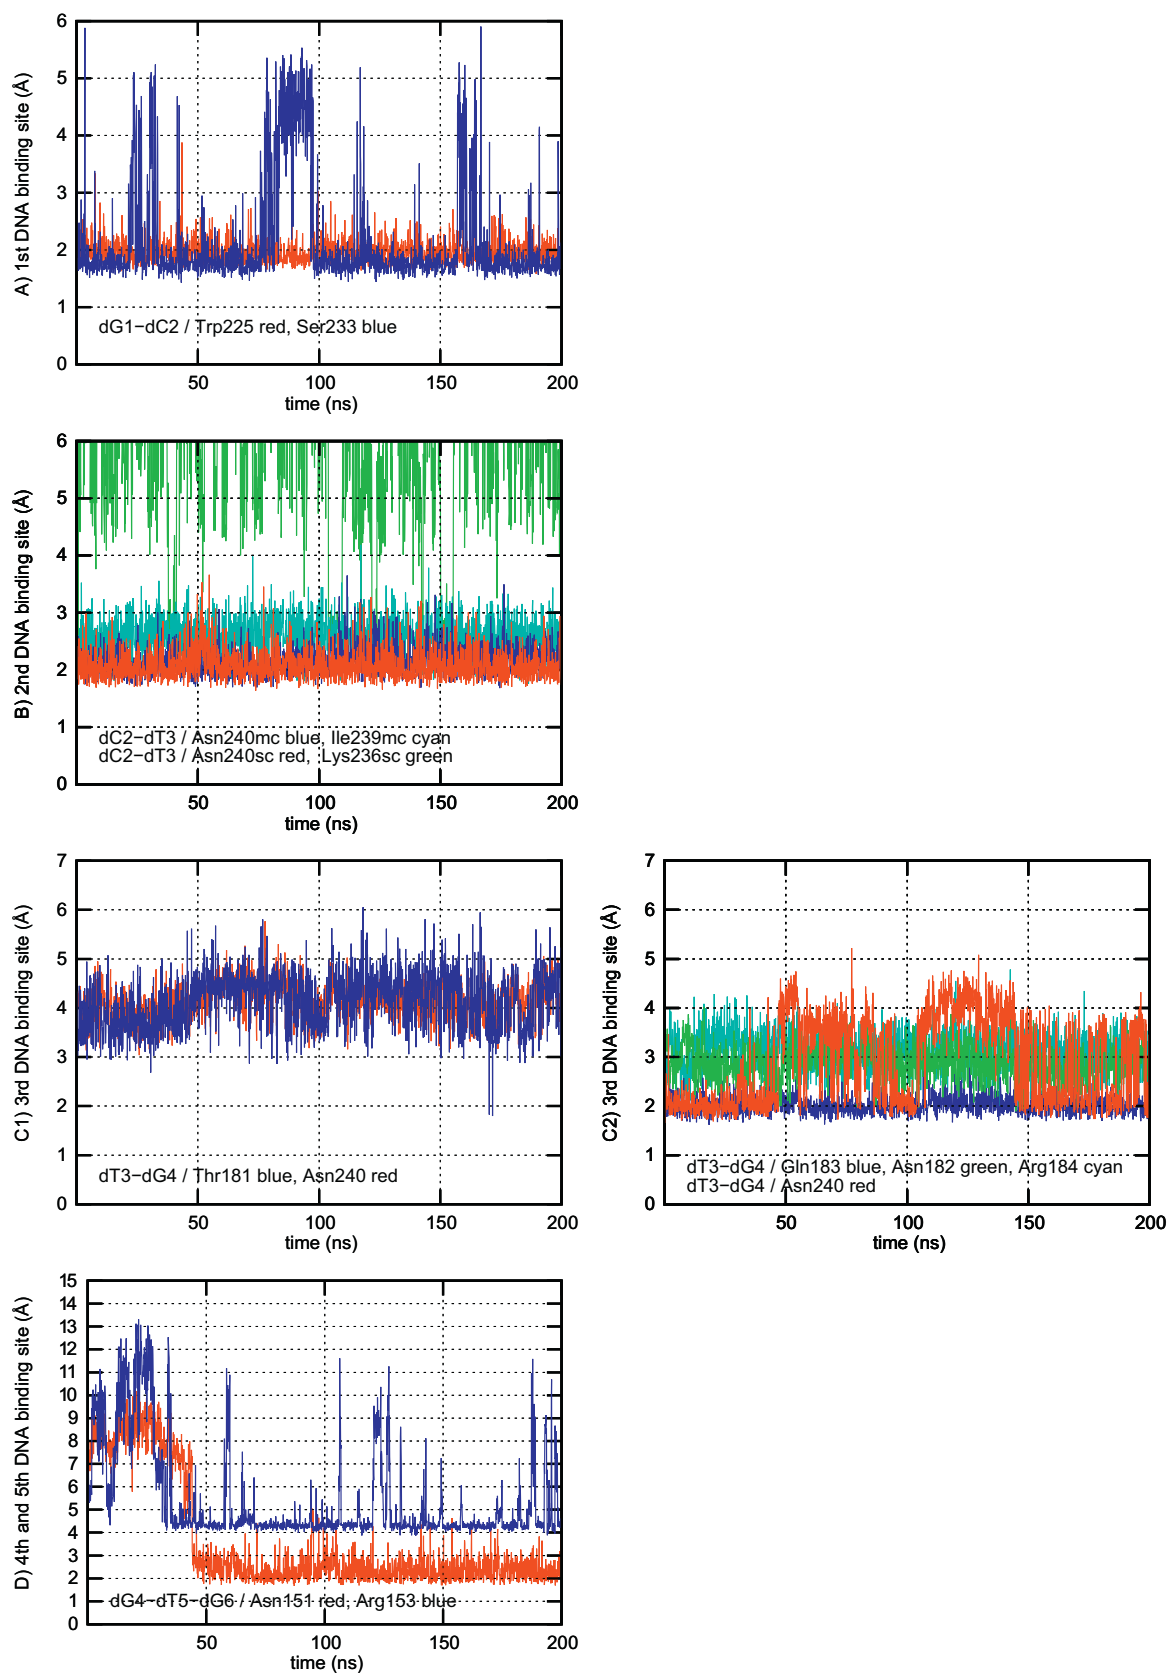 A) 1st DNA binding site (Å)
6
5
4
3
2
1
0
dG1−dC2 / Trp225 red, Ser233 blue
50 100 150 200
time (ns)
B) 2nd DNA binding site (Å)
6
5
4
3
2
1
0
dC2−dT3 / Asn240mc blue, Ile239mc cyan
dC2−dT3 / Asn240sc red, Lys236sc green
50 100 150 200
time (ns)
C1) 3rd DNA binding site (Å)
7
6
5
4
3
2
1
0
dT3−dG4 / Thr181 blue, Asn240 red
50 100 150 200
time (ns)
C2) 3rd DNA binding site (Å)
7
6
5
4
3
2
1
0
dT3−dG4 / Gln183 blue, Asn182 green, Arg184 cyan
dT3−dG4 / Asn240 red
50 100 150 200
time (ns)
D) 4th and 5th DNA binding site (Å)
15
14
13
12
11
10
9
8
7
6
5
4
3
2
1
0
dG4−dT5−dG6 / Asn151 red, Arg153 blue
50 100 150 200
time (ns)